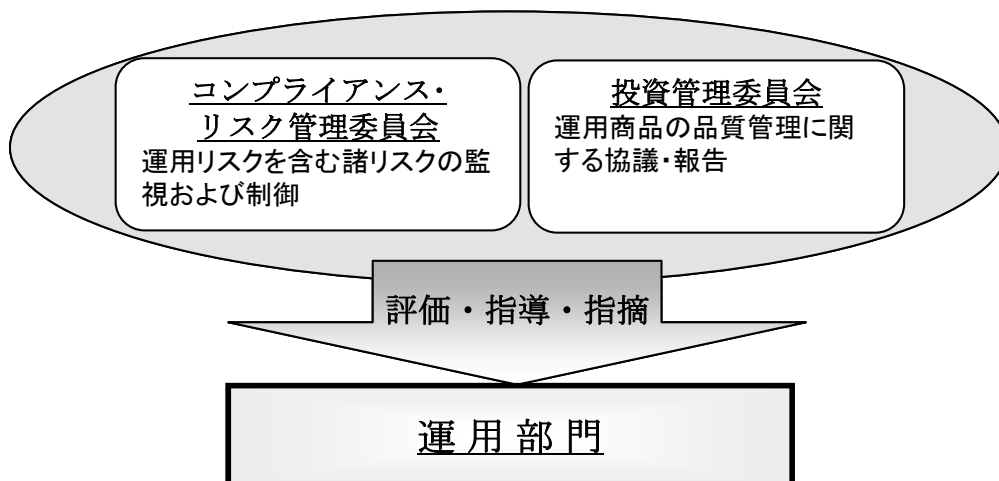 コンプライアンス・
リスク管理委員会
運用リスクを含む諸リスクの監
視および制御
投資管理委員会
運用商品の品質管理に関
する協議・報告
評価・指導・指摘
運用部門